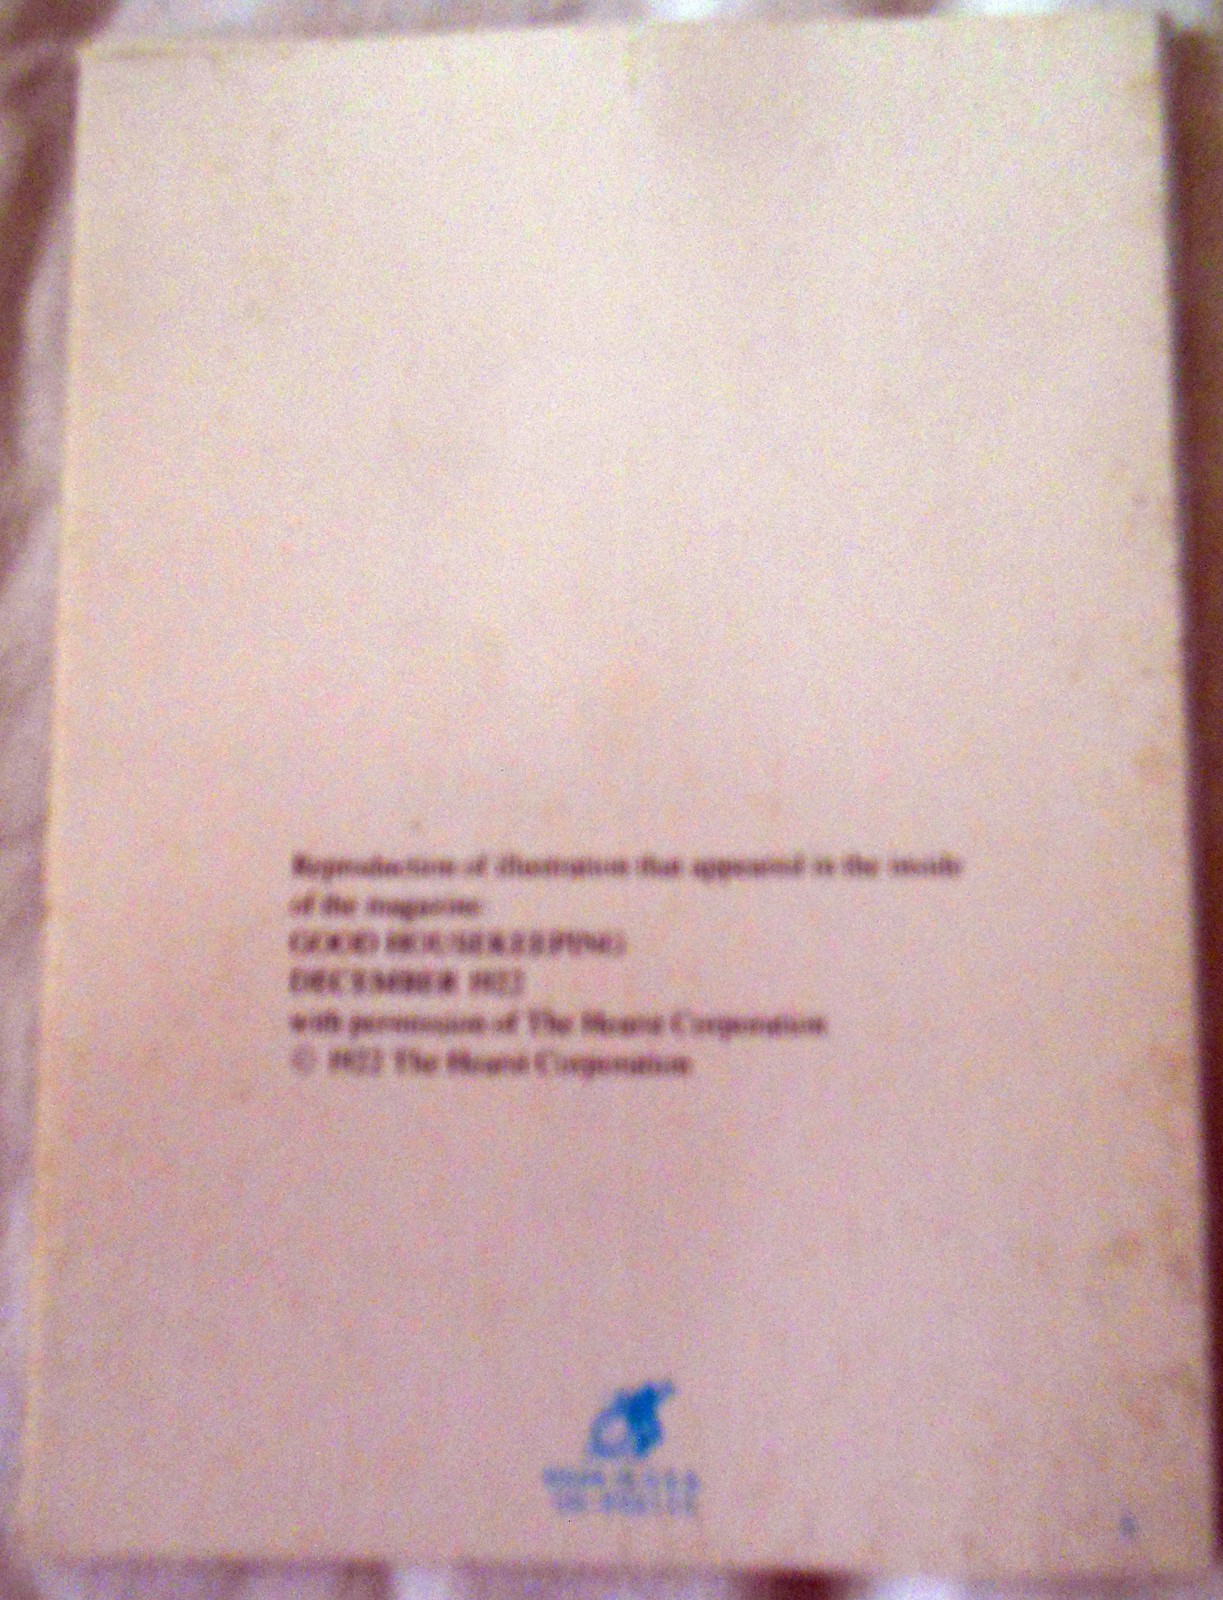 Reproduction of illustration that appeared in the inside
of the magazine
GOOD HOUSEKEEPING
DECEMBER 1922
with permission of The Hearst Corporation
© 1922 The Hearst Corporation